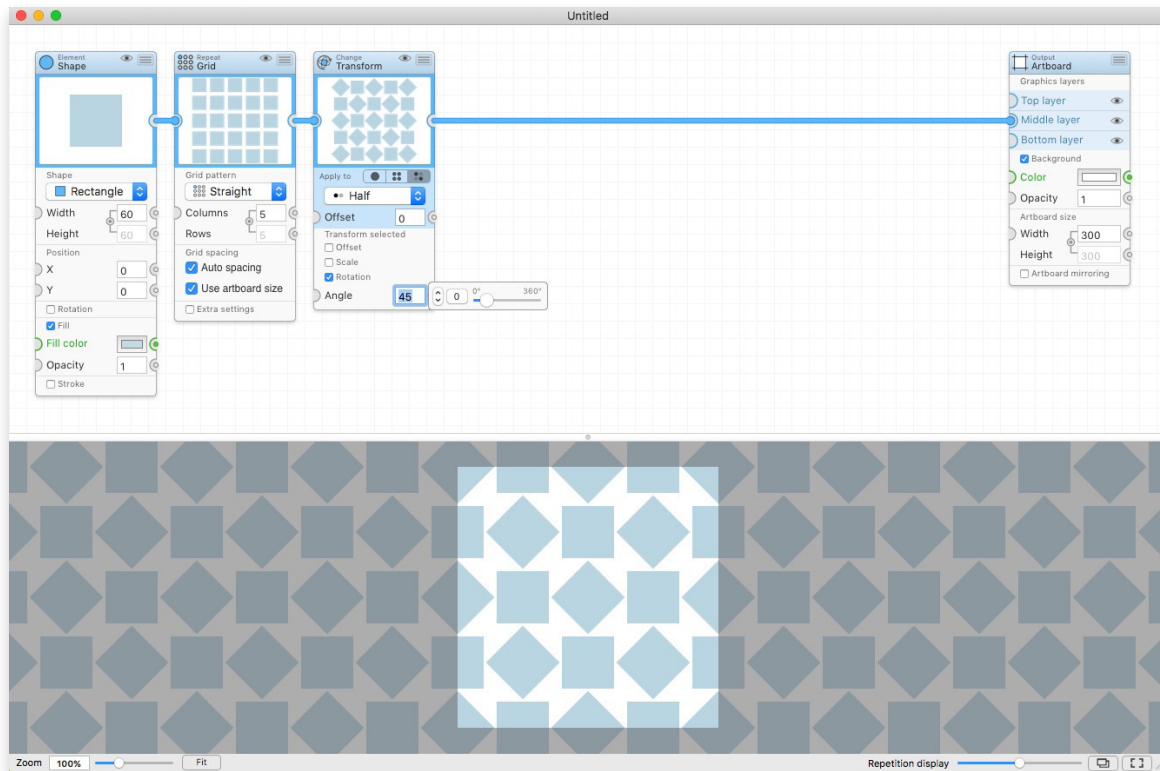 Untitled
Element
Shape
Shape
Rectangle
Width 60
Height 60
Position
X 0
Y 0
Rotation
Fill
Fill color
Opacity 1
Stroke
Repeat
Grid
Grid pattern
Straight
Columns 5
Rows 5
Grid spacing
Auto spacing
Use artboard size
Extra settings
Change
Transform
Apply to
Half
Offset 0
Transform selected
Offset
Scale
Rotation
Angle 45
0 0° 360°
Output
Artboard
Graphics layers
Top layer
Middle layer
Bottom layer
Background
Color
Opacity 1
Artboard size
Width 300
Height 300
Artboard mirroring
Zoom 100% Fit Repetition display